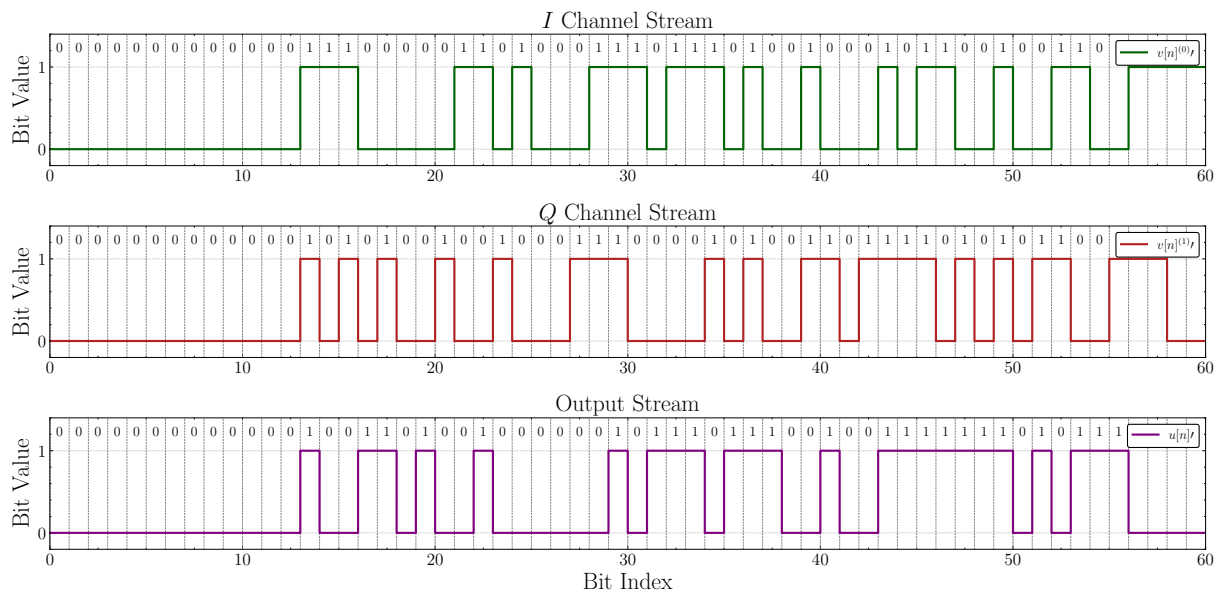 I Channel Stream
0 0 0 0 0 0 0 0 0 0 0 0 0 1 1 1 0 0 0 0 0 1 1 0 1 0 0 0 1 1 1 0 1 1 1 0 1 0 0 1 0 0 0 1 0 1 1 0 0 1 0 0 1 1 0
v[n]⁽⁰⁾′
Bit Value
1
0
0 10 20 30 40 50 60
Q Channel Stream
0 0 0 0 0 0 0 0 0 0 0 0 0 1 0 1 0 1 0 0 1 0 0 1 0 0 0 1 1 1 0 0 0 0 1 0 1 0 0 1 1 0 1 1 1 1 0 1 0 1 0 1 1 0 0
v[n]⁽¹⁾′
Bit Value
1
0
0 10 20 30 40 50 60
Output Stream
0 0 0 0 0 0 0 0 0 0 0 0 0 1 0 0 1 1 0 1 0 0 1 0 0 0 0 0 0 1 0 1 1 1 0 1 1 1 0 0 1 0 0 1 1 1 1 1 1 1 0 1 0 1 1 1
u[n]′
Bit Value
1
0
0 10 20 30 40 50 60
Bit Index